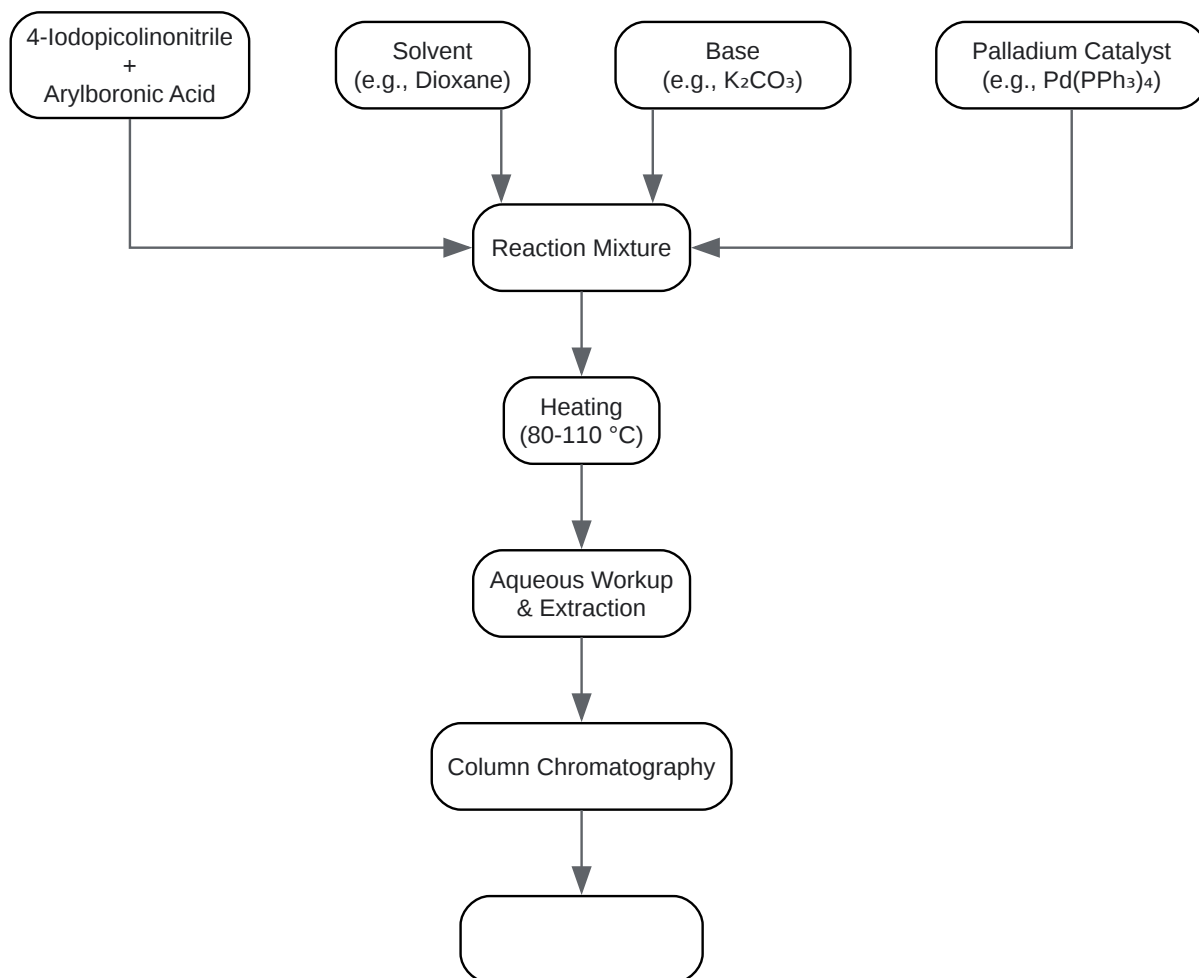 4-Iodopicolinonitrile
+
Arylboronic Acid
Solvent
(e.g., Dioxane)
Base
(e.g., K₂CO₃)
Palladium Catalyst
(e.g., Pd(PPh₃)₄)
Reaction Mixture
Heating
(80-110 °C)
Aqueous Workup
& Extraction
Column Chromatography